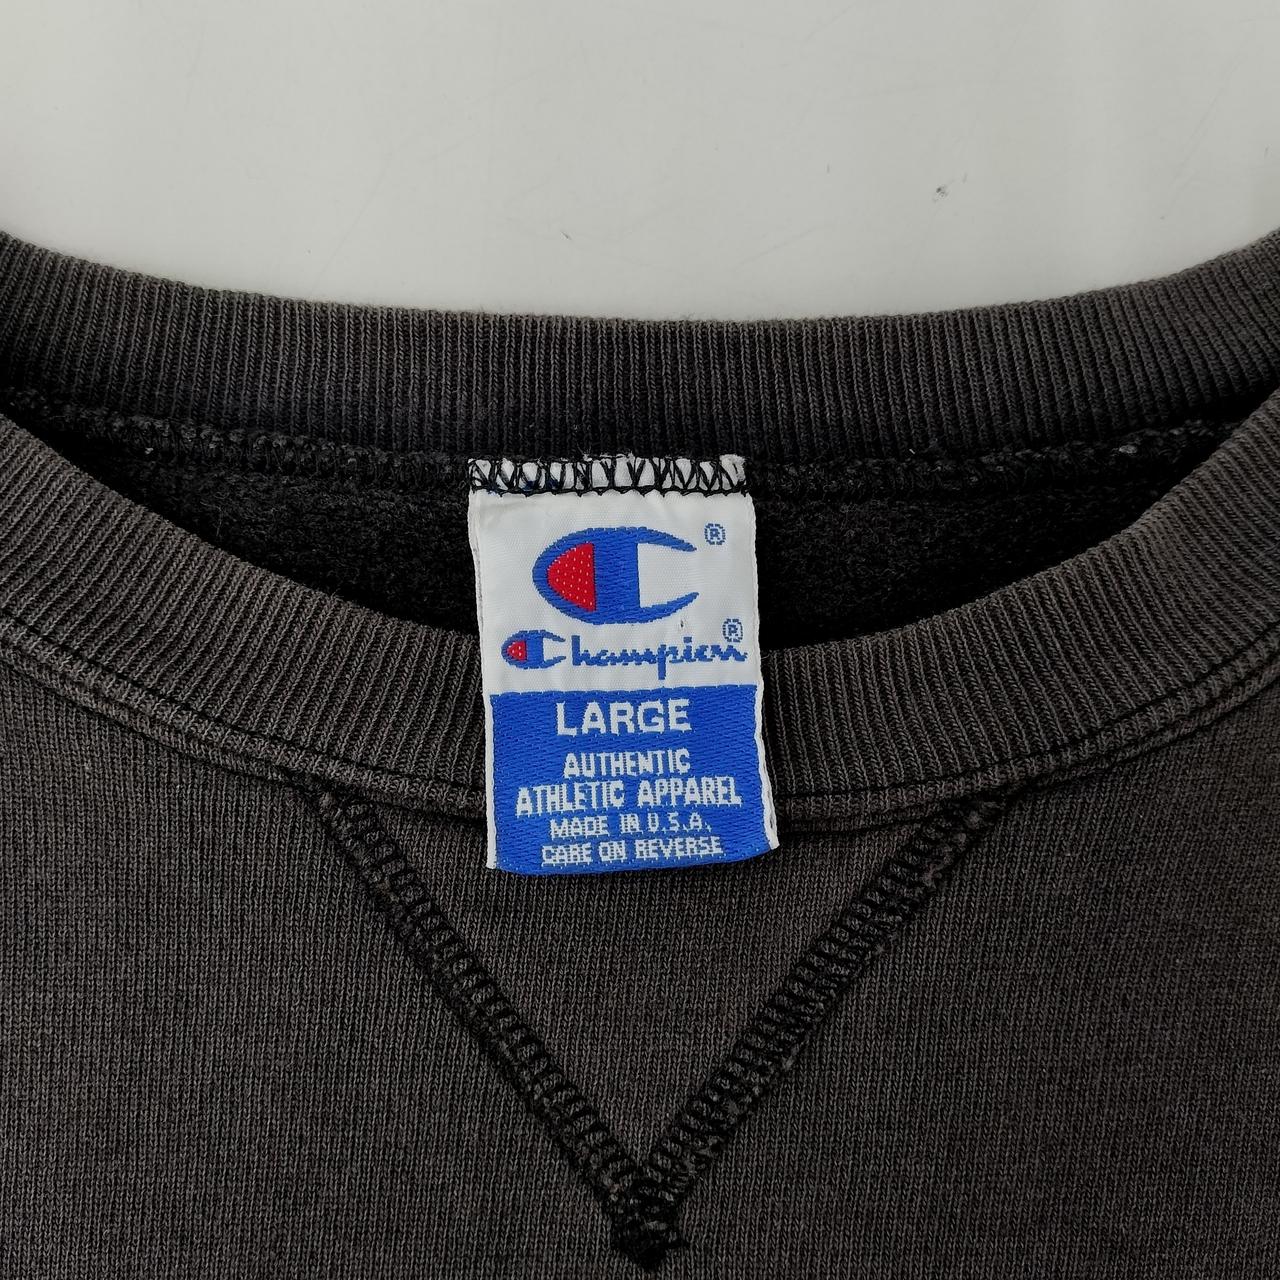 ®
Champion®
LARGE
AUTHENTIC
ATHLETIC APPAREL
MADE IN U.S.A.
CARE ON REVERSE